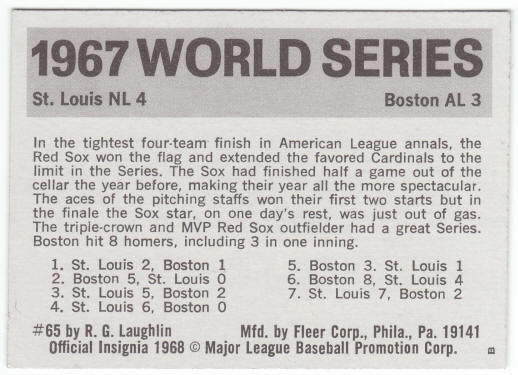 1967 WORLD SERIES
St. Louis NL 4 Boston AL 3
In the tightest four-team finish in American League annals, the
Red Sox won the flag and extended the favored Cardinals to the
limit in the Series. The Sox had finished half a game out of the
cellar the year before, making their year all the more spectacular.
The aces of the pitching staffs won their first two starts but in
the finale the Sox star, on one day's rest, was just out of gas.
The triple-crown and MVP Red Sox outfielder had a great Series.
Boston hit 8 homers, including 3 in one inning.
1. St. Louis 2, Boston 1
2. Boston 5, St. Louis 0
3. St. Louis 5, Boston 2
4. St. Louis 6, Boston 0
5. Boston 3. St. Louis 1
6. Boston 8, St. Louis 4
7. St. Louis 7, Boston 2
#65 by R. G. Laughlin Mfd. by Fleer Corp., Phila., Pa. 19141
Official Insignia 1968 © Major League Baseball Promotion Corp. B